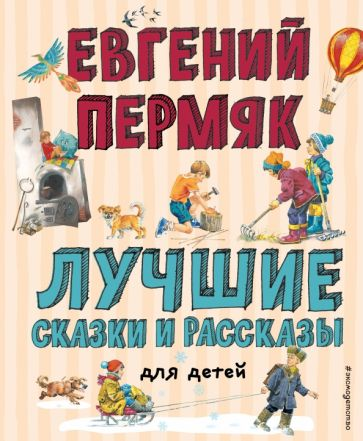 ЕВГЕНИЙ
ПЕРМЯК
ЛУЧШИЕ
СКАЗКИ И РАССКАЗЫ
для детей
#эксмодетство